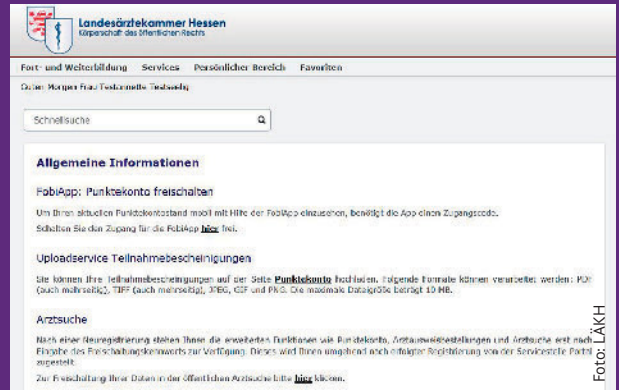 Landesärztekammer Hessen
Körperschaft des öffentlichen Rechts
Fort- und Weiterbildung Services Persönlicher Bereich Favoriten
Guten Morgen Frau
Schnellsuche
Allgemeine Informationen
FobiApp: Punktekonto freischalten
Um Ihren aktuellen Punktekontostand mobil mit Hilfe der FobiApp einzusehen, benötigt die App einen Zugangscode.
Schalten Sie den Zugang für die FobiApp hier frei.
Uploadservice Teilnahmebescheinigungen
Sie können Ihre Teilnahmebescheinigungen auf der Seite Punktekonto hochladen. Folgende Formate können verarbeitet werden: PDF
(auch mehrseitig), TIFF (auch mehrseitig), JPEG, GIF und PNG. Die maximale Dateigröße beträgt 10 MB.
Arztsuche
Nach einer Neuregistrierung stehen Ihnen die erweiterten Funktionen wie Punktekonto, Arztausweisbestellungen und Arztsuche erst nach
Eingabe des Freischaltungskennworts zur Verfügung. Dieses wird Ihnen umgehend nach erfolgter Registrierung von der Servicestelle Portal
zugestellt.
Zur Freischaltung Ihrer Daten in der öffentlichen Arztsuche bitte hier klicken.
Foto: LÄKH